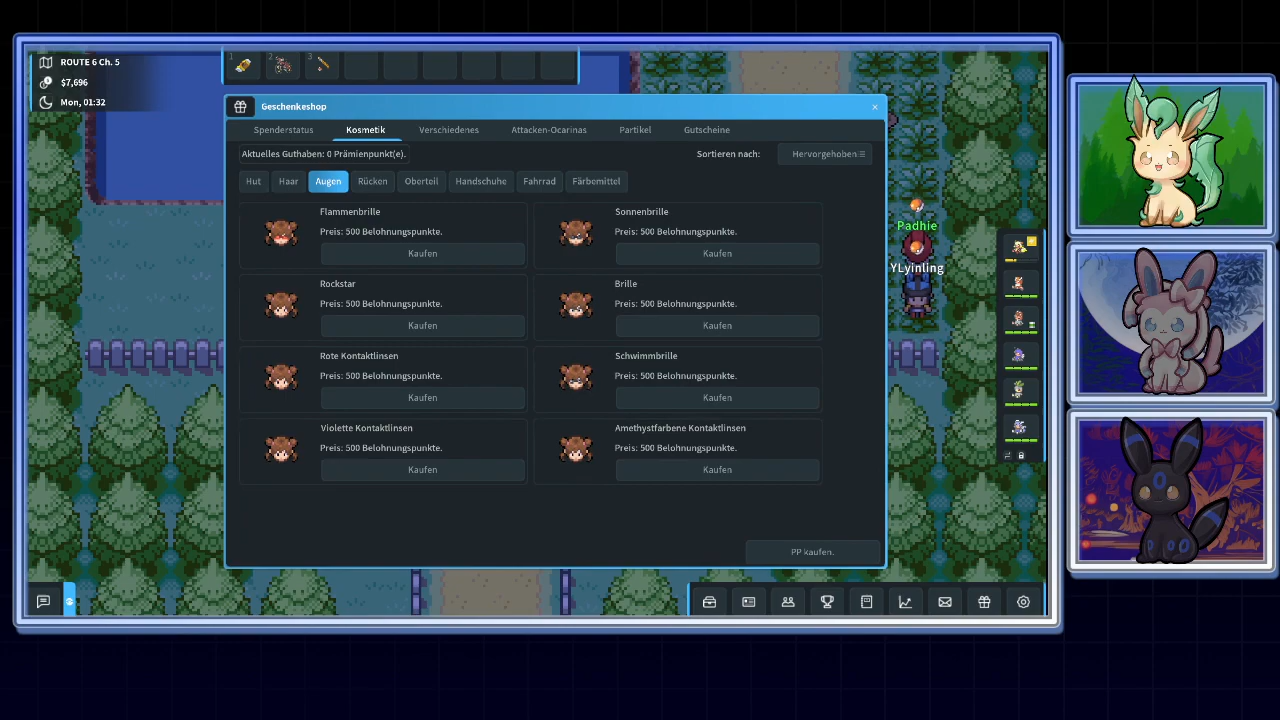 ROUTE 6 Ch. 5
$7,696
Mon, 01:32
1
2
3
Geschenkeshop
×
Spenderstatus
Kosmetik
Verschiedenes
Attacken-Ocarinas
Partikel
Gutscheine
Aktuelles Guthaben: 0 Prämienpunkt(e).
Sortieren nach:
Hervorgehoben
Hut
Haar
Augen
Rücken
Oberteil
Handschuhe
Fahrrad
Färbemittel
Flammenbrille
Preis: 500 Belohnungspunkte.
Kaufen
Sonnenbrille
Preis: 500 Belohnungspunkte.
Kaufen
Rockstar
Preis: 500 Belohnungspunkte.
Kaufen
Brille
Preis: 500 Belohnungspunkte.
Kaufen
Rote Kontaktlinsen
Preis: 500 Belohnungspunkte.
Kaufen
Schwimmbrille
Preis: 500 Belohnungspunkte.
Kaufen
Violette Kontaktlinsen
Preis: 500 Belohnungspunkte.
Kaufen
Amethystfarbene Kontaktlinsen
Preis: 500 Belohnungspunkte.
Kaufen
PP kaufen.
Padhie
YLyinling